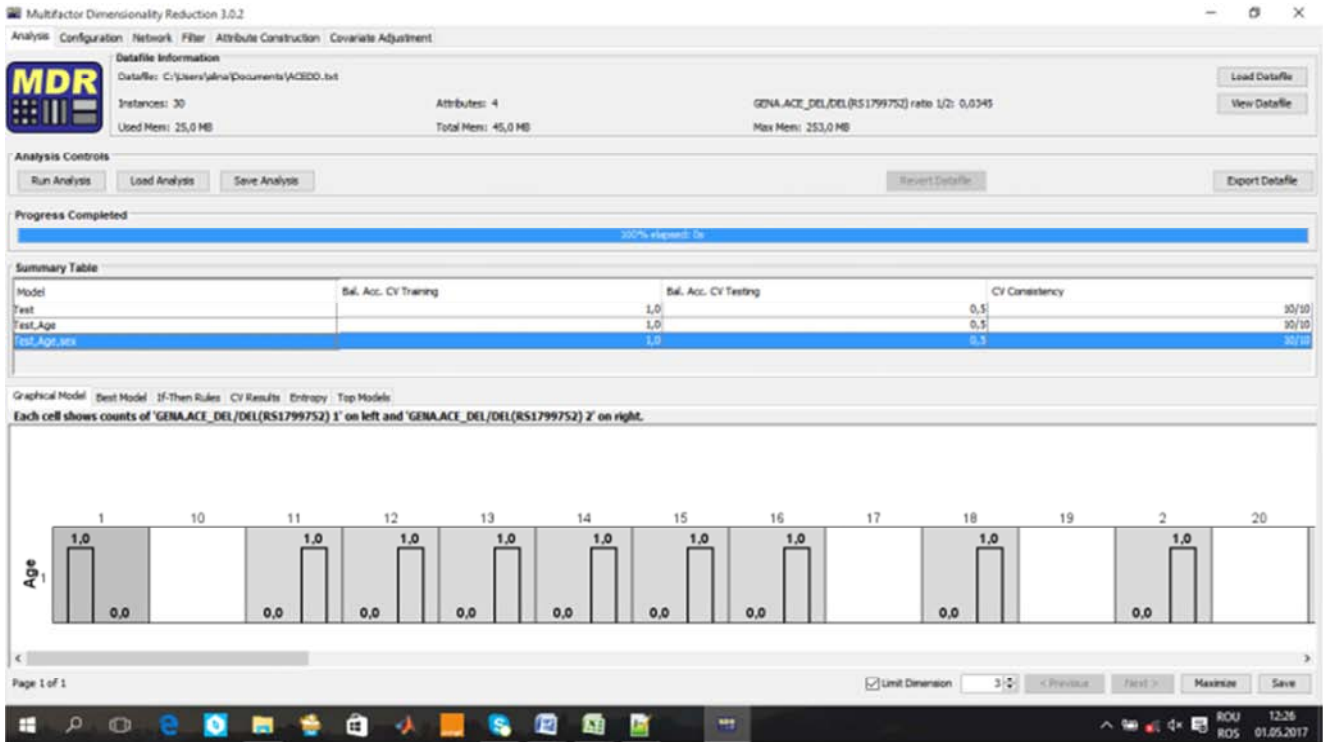 Multifactor Dimensionality Reduction 3.0.2
Analysis Configuration Network Filter Attribute Construction Covariate Adjustment
MDR
Datafile Information
Datafile: C:\Users\alina\Documents\ACEDD.txt
Load Datafile
Instances: 30 Attributes: 4 GENA.ACE_DEL/DEL(RS1799752) ratio 1/2: 0,0345 View Datafile
Used Mem: 25,0 MB Total Mem: 45,0 MB Max Mem: 253,0 MB
Analysis Controls
Run Analysis Load Analysis Save Analysis Revert Datafile Export Datafile
Progress Completed
100% elapsed: 0s
Summary Table
Model Bal. Acc. CV Training Bal. Acc. CV Testing CV Consistency
Test 1,0 0,5 10/10
Test,Age 1,0 0,5 10/10
Test,Age,sex 1,0 0,5 10/10
Graphical Model Best Model If-Then Rules CV Results Entropy Top Models
Each cell shows counts of 'GENA.ACE_DEL/DEL(RS1799752) 1' on left and 'GENA.ACE_DEL/DEL(RS1799752) 2' on right.
1 10 11 12 13 14 15 16 17 18 19 2 20
1,0 1,0 1,0 1,0 1,0 1,0 1,0 1,0 1,0
Age 1
0,0 0,0 0,0 0,0 0,0 0,0 0,0 0,0 0,0
Page 1 of 1 Limit Dimension 3 < Previous Next > Maximize Save
ROU 12:26
ROS 01.05.2017